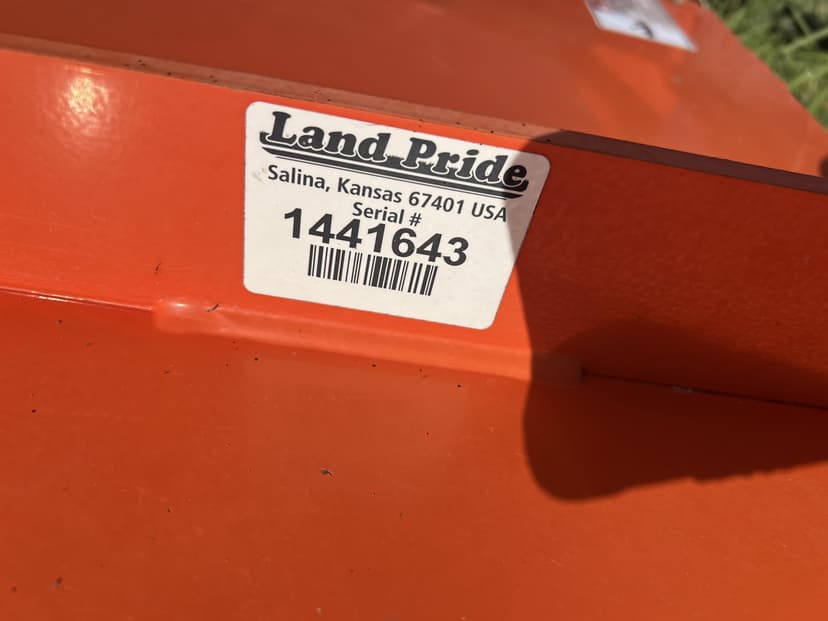 Land Pride
Salina, Kansas 67401 USA
Serial #
1441643